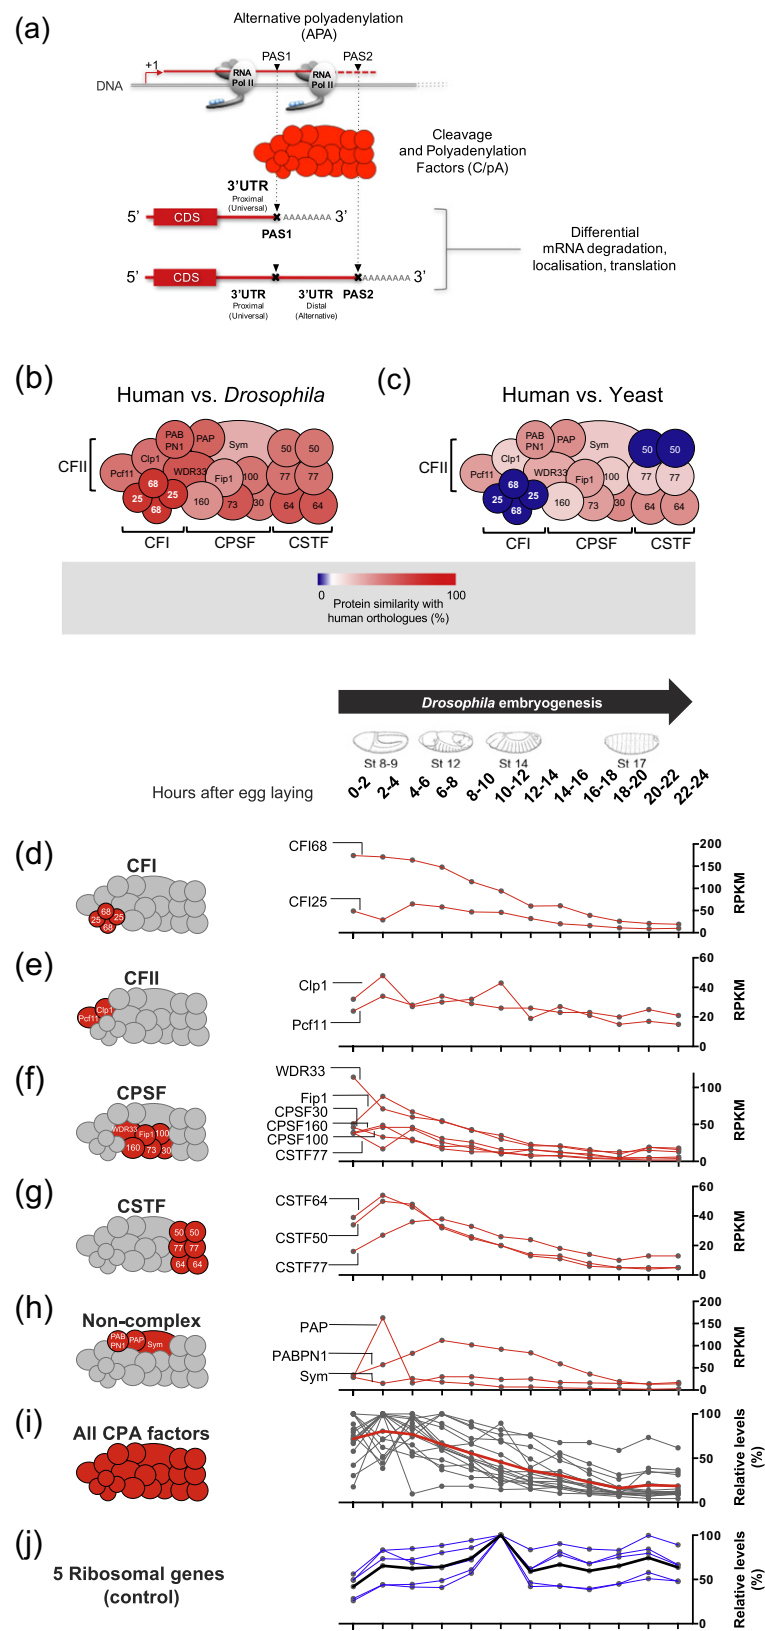 (a)
Alternative polyadenylation
(APA)
+1
PAS1
PAS2
RNA
Pol II
RNA
Pol II
DNA
Cleavage
and Polyadenylation
Factors (C/pA)
3'UTR
Proximal
(Universal)
5'
CDS
AAAAAAAA
3'
PAS1
Differential
mRNA degradation,
localisation, translation
5'
CDS
AAAAAAAA
3'
3'UTR
Proximal
(Universal)
3'UTR
Distal
(Alternative)
PAS2
(b)
Human vs. Drosophila
CFII
PAB
PN1
PAP
Sym
50
50
Clp1
Pcf11
WDR33
Fip1
100
77
77
68
25
25
68
160
73
30
64
64
CFI
CPSF
CSTF
(c)
Human vs. Yeast
CFII
PAB
PN1
PAP
Sym
50
50
Clp1
Pcf11
WDR33
Fip1
100
77
77
68
25
25
68
160
73
30
64
64
CFI
CPSF
CSTF
0
100
Protein similarity with
human orthologues (%)
Drosophila embryogenesis
St 8-9
St 12
St 14
St 17
Hours after egg laying
0-2
2-4
4-6
6-8
8-10
10-12
12-14
14-16
16-18
18-20
20-22
22-24
(d)
CFI
68
25
25
68
CFI68
CFI25
200
150
100
50
0
RPKM
(e)
CFII
Clp1
Pcf11
Clp1
Pcf11
60
40
20
0
RPKM
(f)
CPSF
WDR33
Fip1
100
160
73
30
WDR33
Fip1
CPSF30
CPSF160
CPSF100
CSTF77
100
50
0
RPKM
(g)
CSTF
50
50
77
77
64
64
CSTF64
CSTF50
CSTF77
60
40
20
0
RPKM
(h)
Non-complex
PAB
PN1
PAP
Sym
PAP
PABPN1
Sym
200
150
100
50
0
RPKM
(i)
All CPA factors
100
50
0
Relative levels
(%)
(j)
5 Ribosomal genes
(control)
100
50
0
Relative levels
(%)